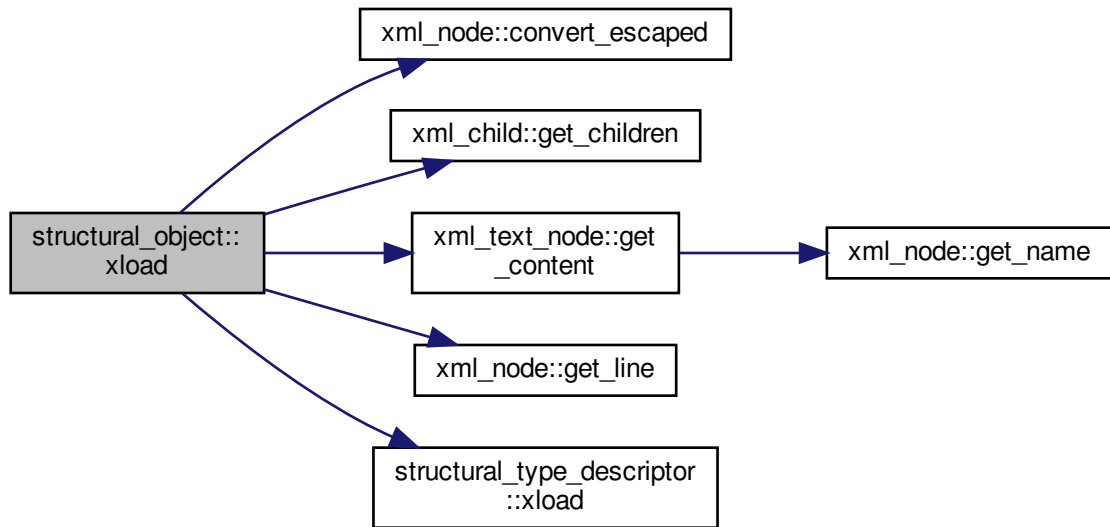 xml_node::convert_escaped
xml_child::get_children
structural_object::
xload
xml_text_node::get
_content
xml_node::get_name
xml_node::get_line
structural_type_descriptor
::xload